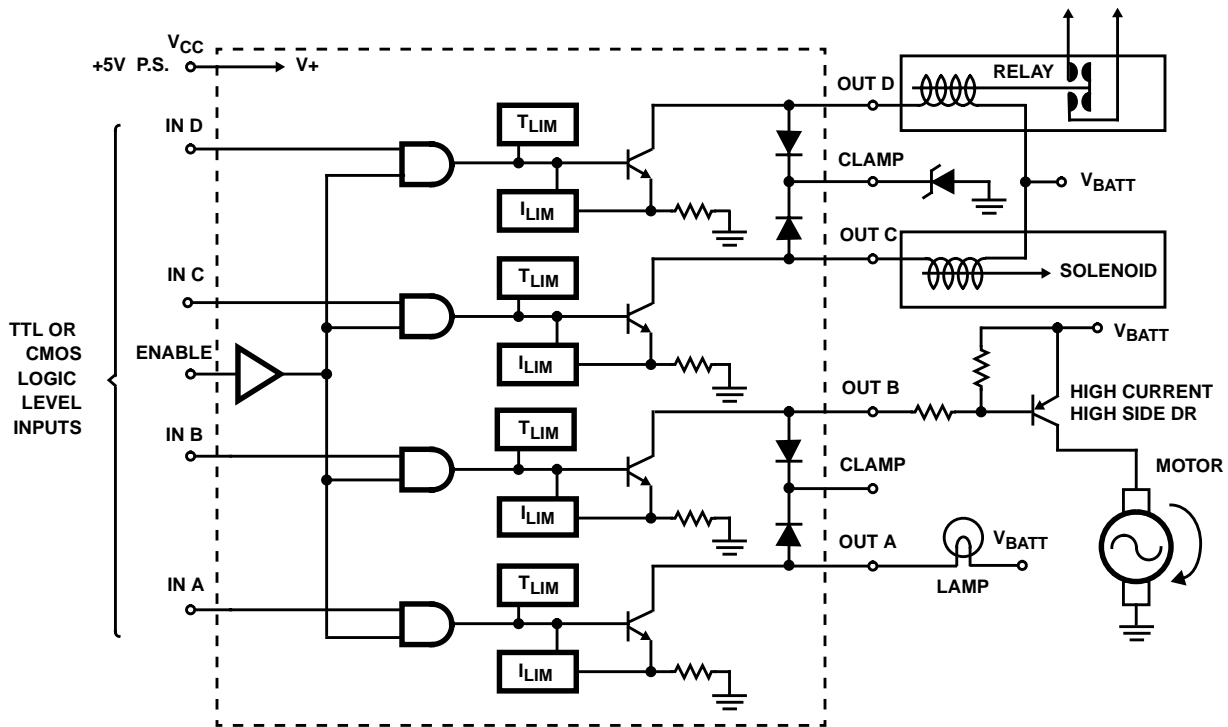 VCC
+5V P.S.
V+
IN D
TLIM
ILIM
OUT D
RELAY
CLAMP
VBATT
IN C
TLIM
ILIM
OUT C
SOLENOID
TTL OR
CMOS
LOGIC
LEVEL
INPUTS
ENABLE
VBATT
OUT B
HIGH CURRENT
HIGH SIDE DR
IN B
TLIM
ILIM
CLAMP
MOTOR
OUT A
VBATT
LAMP
IN A
TLIM
ILIM